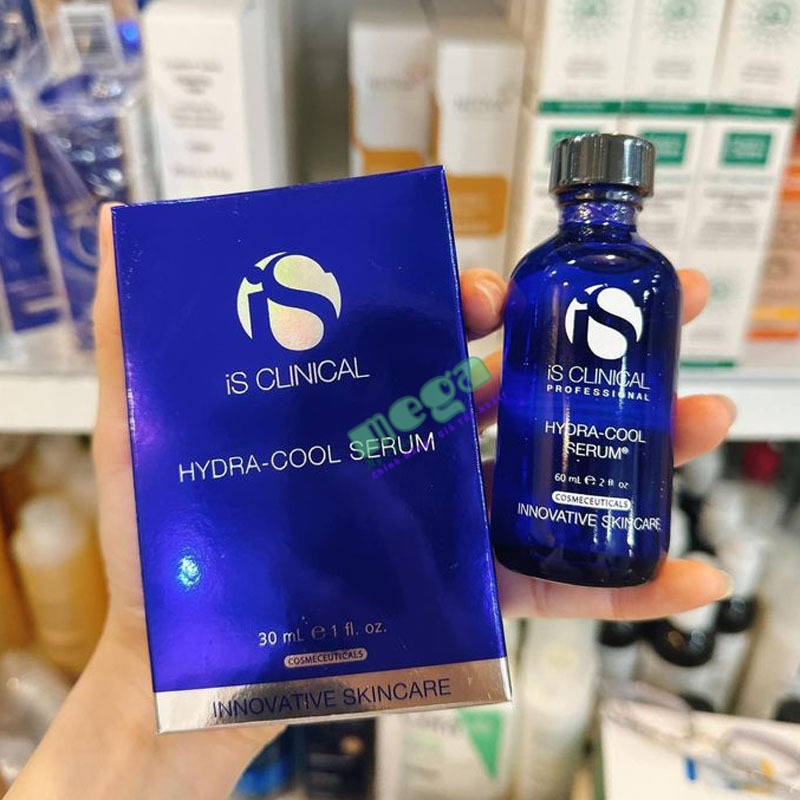 iS
iS CLINICAL
HYDRA-COOL SERUM
30 mL e 1 fl. oz.
COSMECEUTICALS
INNOVATIVE SKINCARE
iS
iS CLINICAL
PROFESSIONAL
HYDRA-COOL
SERUM®
60 mL e 2 fl oz
COSMECEUTICALS
INNOVATIVE SKINCARE
mega